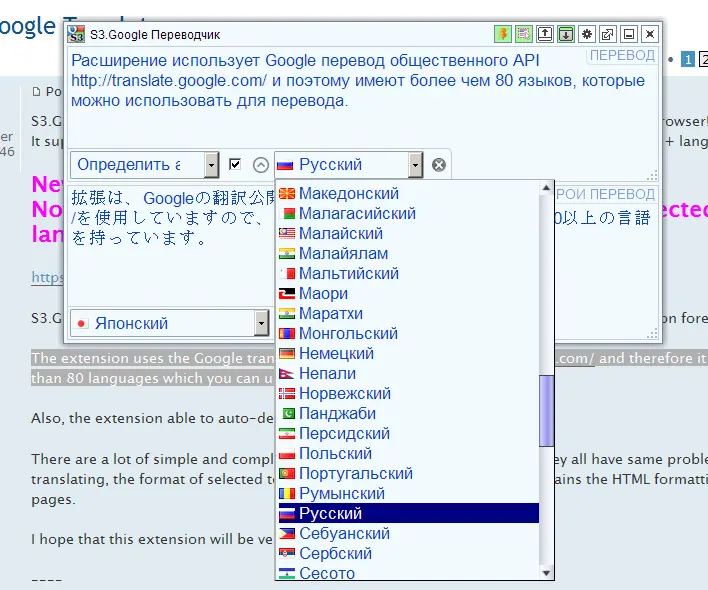 oogle Translat
S3.Google Переводчик
ПЕРЕВОД
Расширение использует Google перевод общественного API
http://translate.google.com/ и поэтому имеют более чем 80 языков, которые
можно использовать для перевода.
1
2
Po
er
46
S3.G
rowser!
It sup
+ lang
Определить
Русский
Ne
No
ected
lan
РОИ ПЕРЕВОД
拡張は、Googleの翻訳公開
/を使用していますので、
0以上の言語
を持っています。
https
S3.G
on fore
Японский
Македонский
Малагасийский
Малайский
Малайялам
Мальтийский
Маори
Маратхи
Монгольский
Немецкий
Непали
Норвежский
Панджаби
Персидский
Польский
Португальский
Румынский
Русский
Себуанский
Сербский
Сесото
The extension uses the Google tran
.com/ and therefore it
than 80 languages which you can u
Also, the extension able to auto-de
There are a lot of simple and compl
ey all have same proble
translating, the format of selected t
ains the HTML formatti
pages.
I hope that this extension will be ve
----